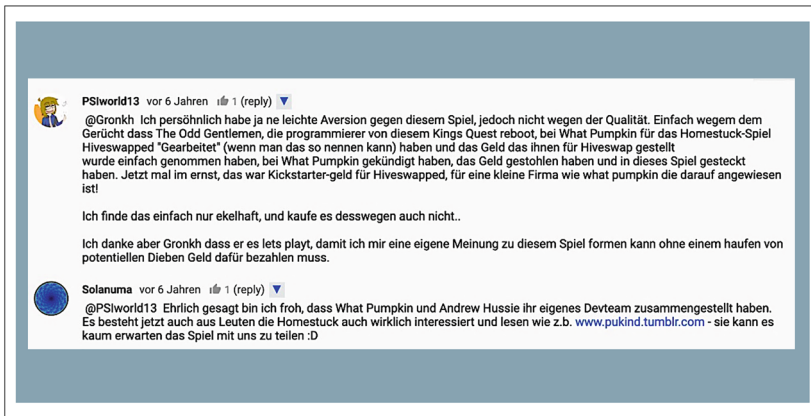 PSIworld13 vor 6 Jahren 1 (reply) ▼
@Gronkh Ich persöhnlich habe ja ne leichte Aversion gegen diesem Spiel, jedoch nicht wegen der Qualität. Einfach wegem dem
Gerücht dass The Odd Gentlemen, die programmierer von diesem Kings Quest reboot, bei What Pumpkin für das Homestuck-Spiel
Hiveswapped "Gearbeitet" (wenn man das so nennen kann) haben und das Geld das ihnen für Hiveswap gestellt
wurde einfach genommen haben, bei What Pumpkin gekündigt haben, das Geld gestohlen haben und in dieses Spiel gesteckt
haben. Jetzt mal im ernst, das war Kickstarter-geld für Hiveswapped, für eine kleine Firma wie what pumpkin die darauf angewiesen
ist!
Ich finde das einfach nur ekelhaft, und kaufe es desswegen auch nicht..
Ich danke aber Gronkh dass er es lets playt, damit ich mir eine eigene Meinung zu diesem Spiel formen kann ohne einem haufen von
potentiellen Dieben Geld dafür bezahlen muss.
Solanuma vor 6 Jahren 1 (reply) ▼
@PSIworld13 Ehrlich gesagt bin ich froh, dass What Pumpkin und Andrew Hussie ihr eigenes Devteam zusammengestellt haben.
Es besteht jetzt auch aus Leuten die Homestuck auch wirklich interessiert und lesen wie z.b. www.pukind.tumblr.com - sie kann es
kaum erwarten das Spiel mit uns zu teilen :D